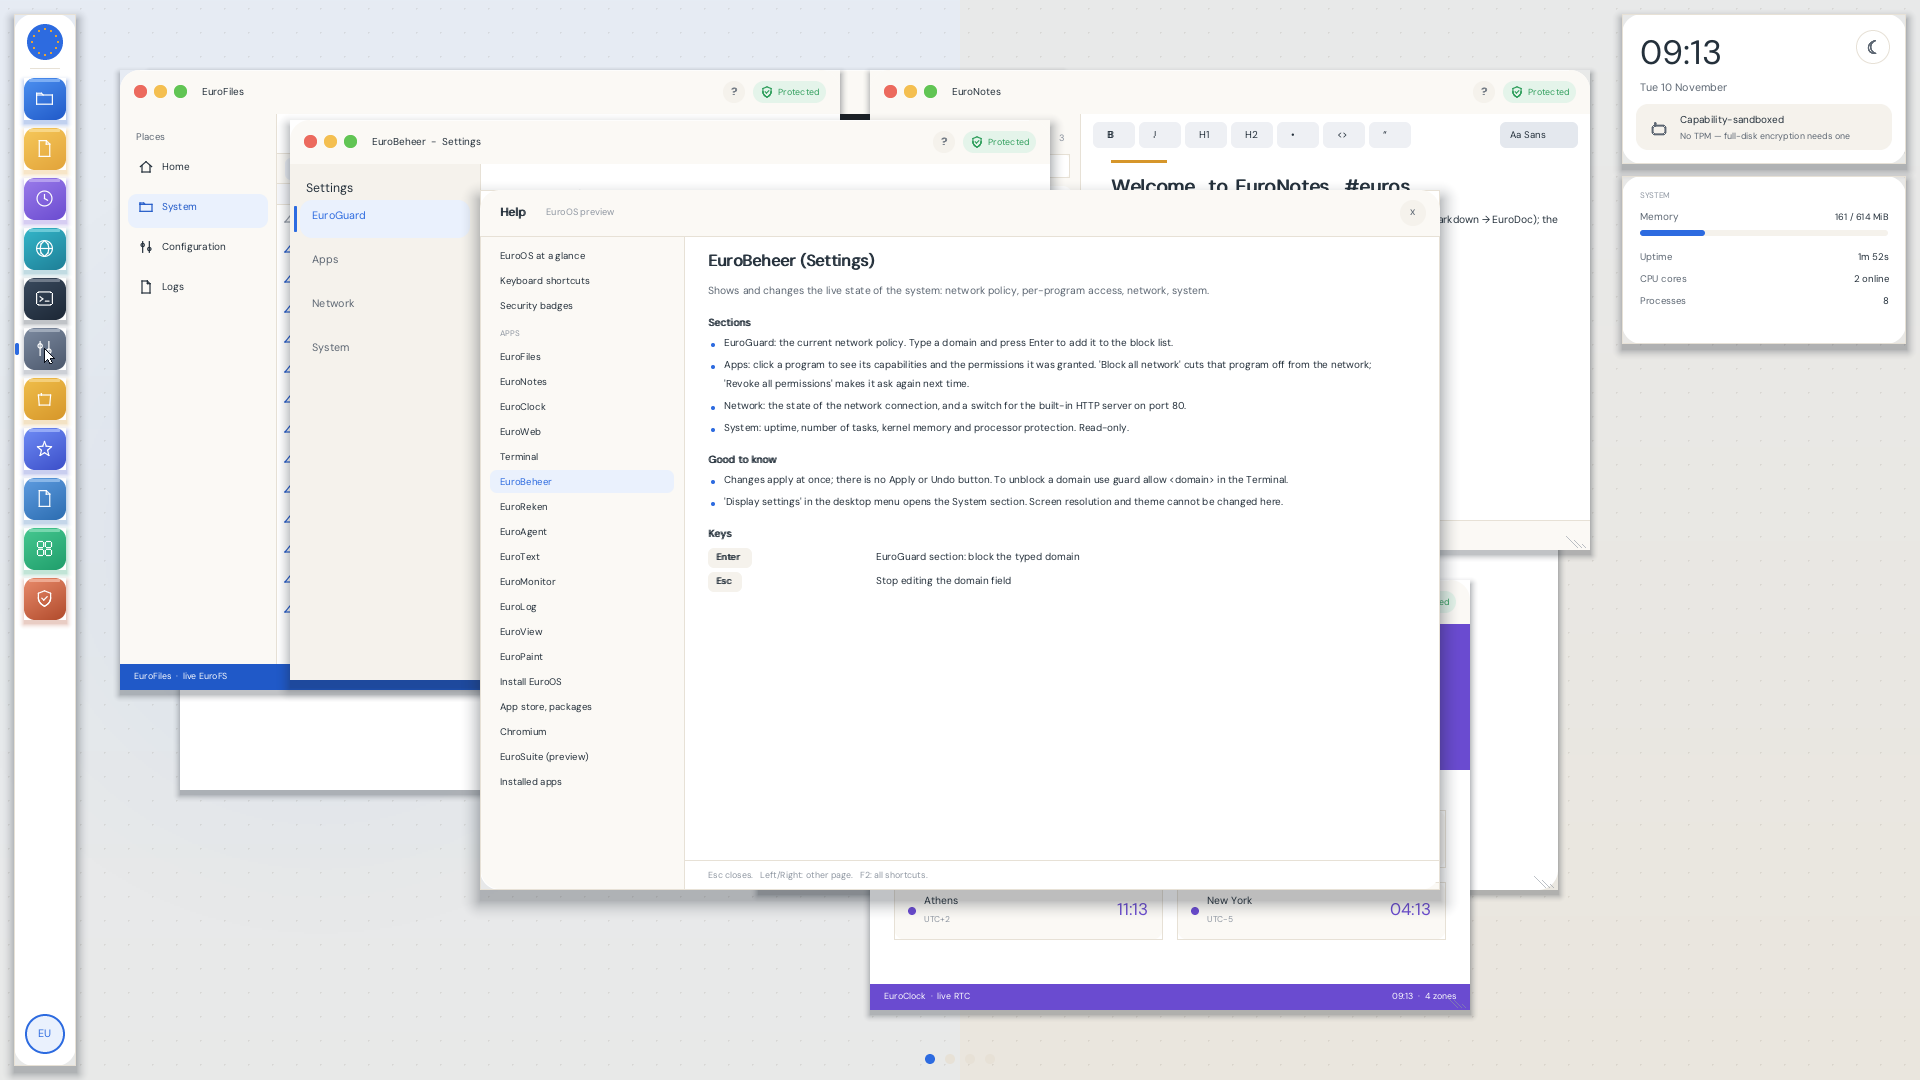 EuroFiles
?
Protected
Places
Home
System
Configuration
Logs
EuroFiles · live EuroFS
EuroBeheer - Settings
?
Protected
Settings
EuroGuard
Apps
Network
System
3
EuroNotes
?
Protected
B
I
H1
H2
•
<>
"
Aa Sans
Welcome to EuroNotes #euros
arkdown → EuroDoc); the
Help
EuroOS preview
x
EuroOS at a glance
Keyboard shortcuts
Security badges
APPS
EuroFiles
EuroNotes
EuroClock
EuroWeb
Terminal
EuroBeheer
EuroReken
EuroAgent
EuroText
EuroMonitor
EuroLog
EuroView
EuroPaint
Install EuroOS
App store, packages
Chromium
EuroSuite (preview)
Installed apps
EuroBeheer (Settings)
Shows and changes the live state of the system: network policy, per-program access, network, system.
Sections
EuroGuard: the current network policy. Type a domain and press Enter to add it to the block list.
Apps: click a program to see its capabilities and the permissions it was granted. 'Block all network' cuts that program off from the network;
'Revoke all permissions' makes it ask again next time.
Network: the state of the network connection, and a switch for the built-in HTTP server on port 80.
System: uptime, number of tasks, kernel memory and processor protection. Read-only.
Good to know
Changes apply at once; there is no Apply or Undo button. To unblock a domain use guard allow <domain> in the Terminal.
'Display settings' in the desktop menu opens the System section. Screen resolution and theme cannot be changed here.
Keys
Enter
EuroGuard section: block the typed domain
Esc
Stop editing the domain field
Esc closes. Left/Right: other page. F2: all shortcuts.
ed
Athens
UTC+2
11:13
New York
UTC-5
04:13
EuroClock · live RTC
09:13 · 4 zones
09:13
Tue 10 November
Capability-sandboxed
No TPM — full-disk encryption needs one
SYSTEM
Memory
161 / 614 MiB
Uptime
1m 52s
CPU cores
2 online
Processes
8
EU